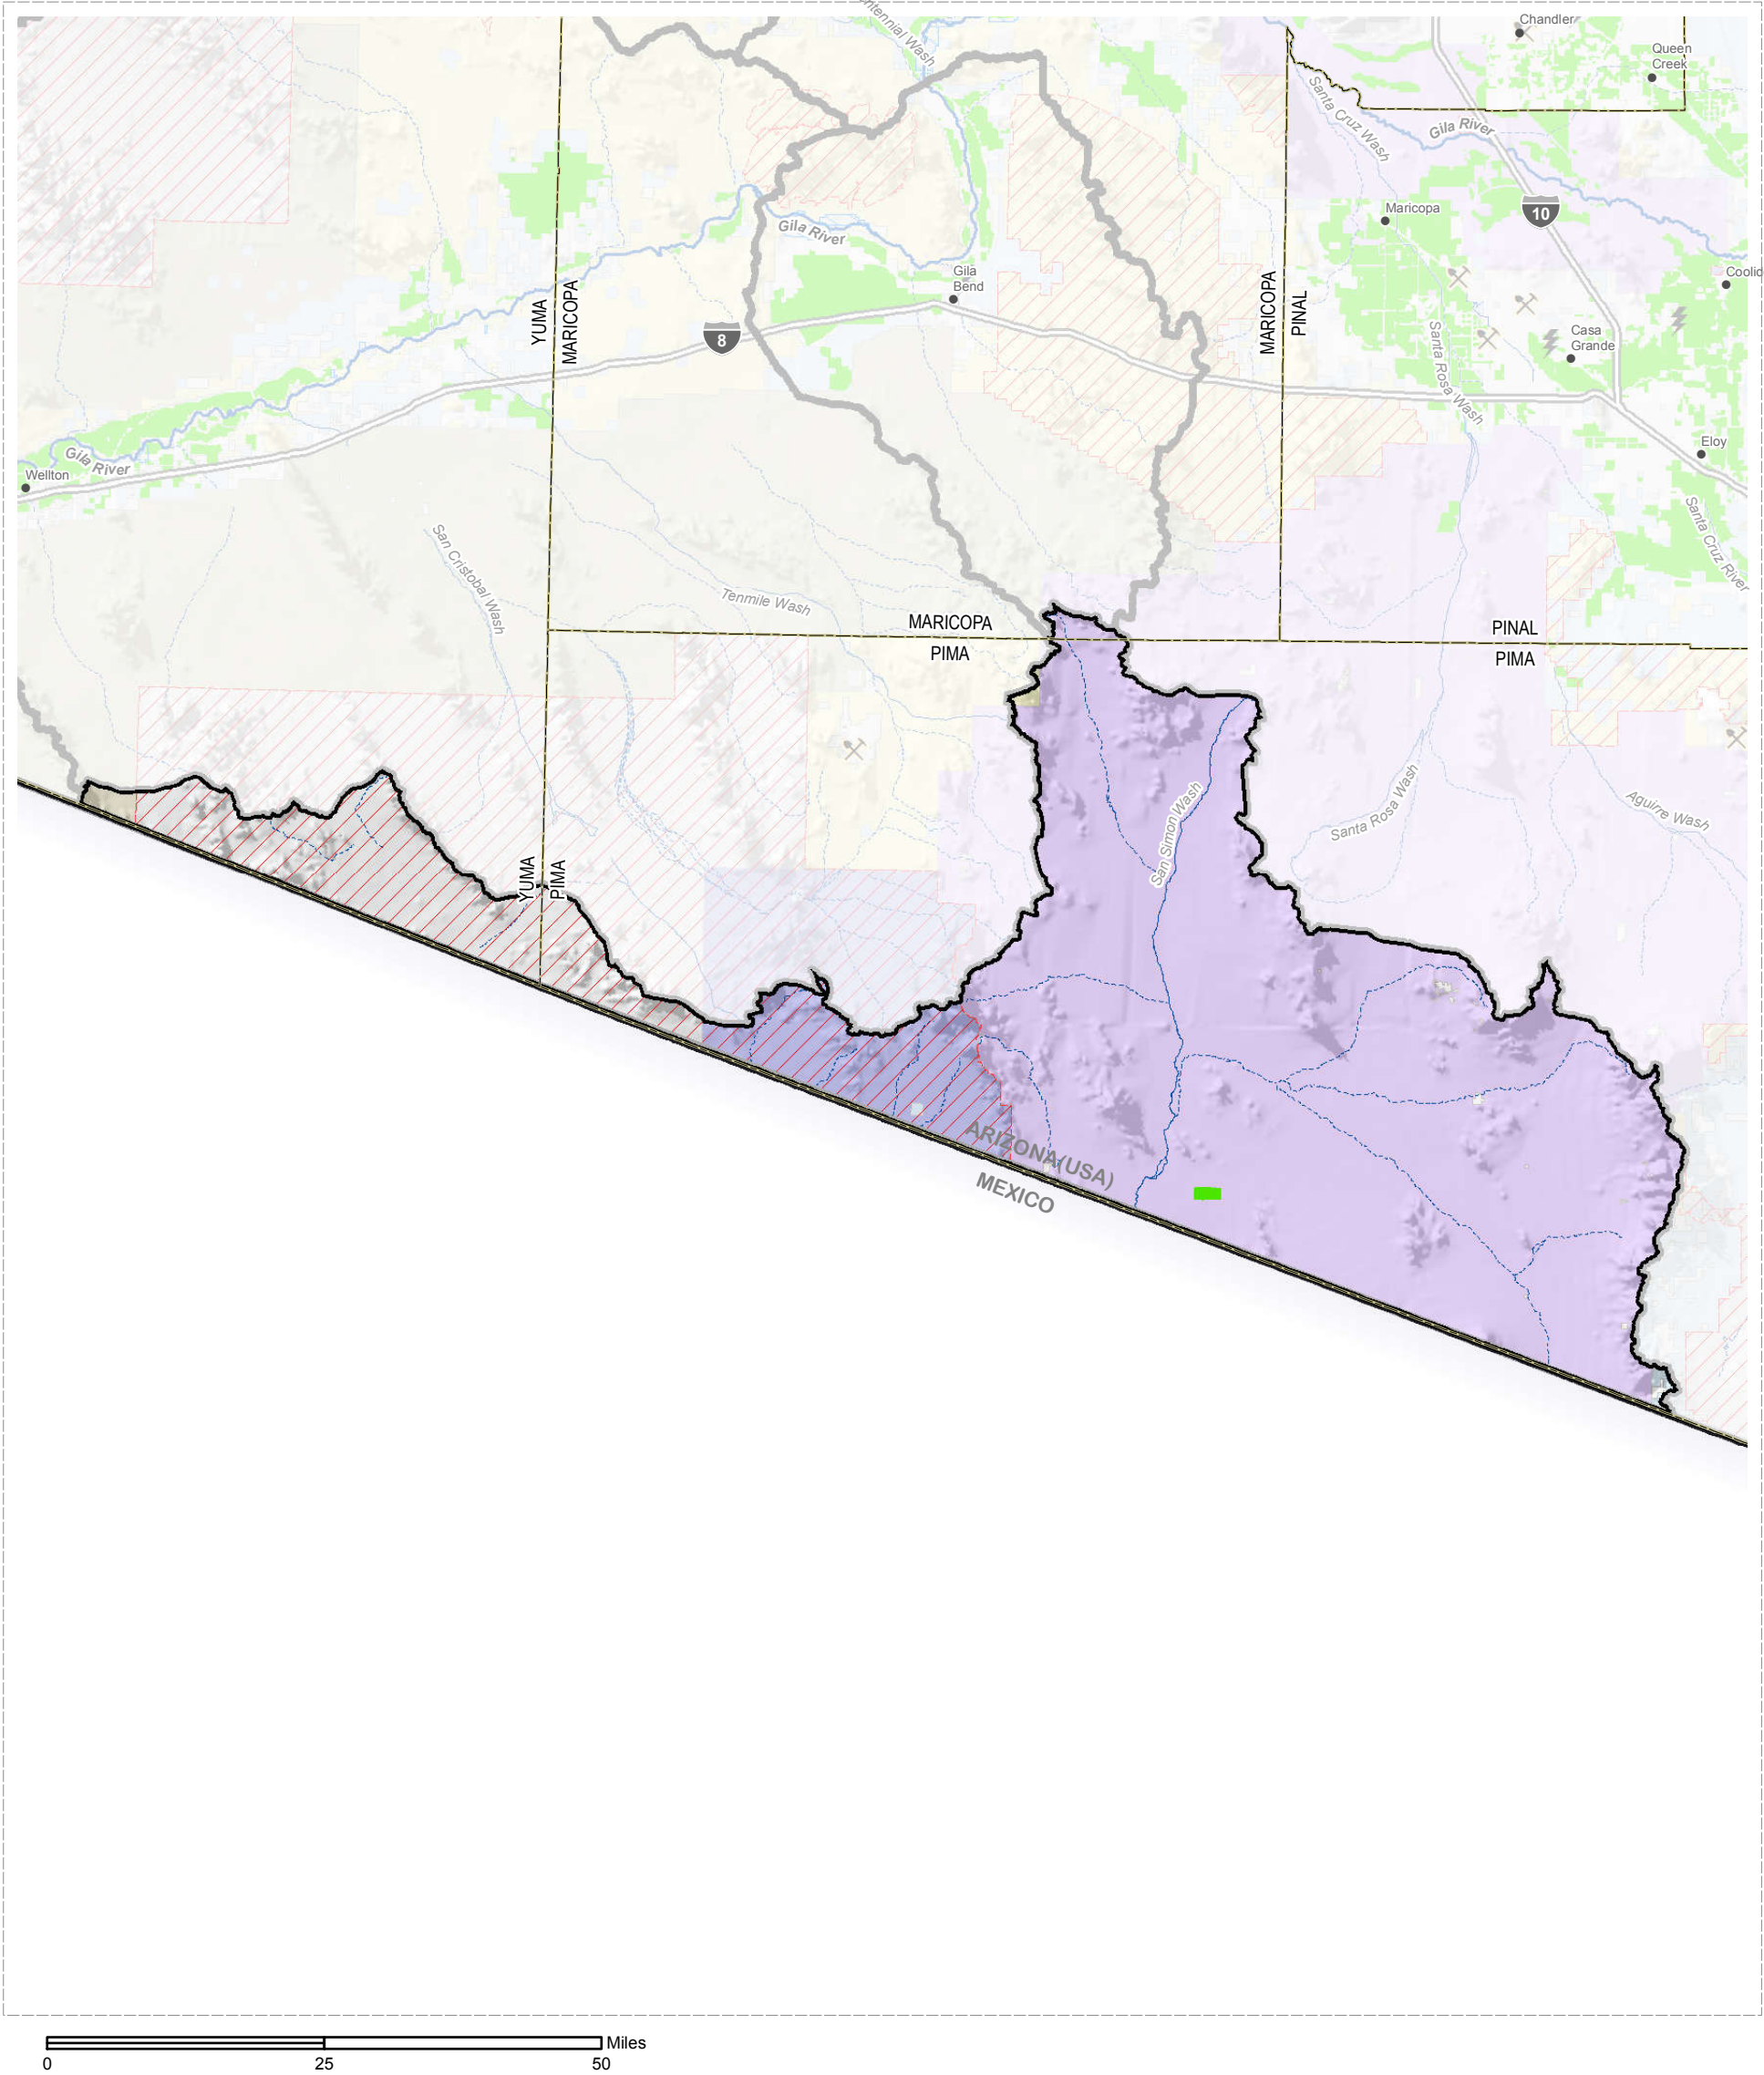 ntennial Wash
Chandler
Queen
Creek
Santa Cruz Wash
Gila River
Maricopa
10
Gila River
Gila
Bend
Coolid
YUMA
MARICOPA
MARICOPA
PINAL
8
Casa
Grande
Santa Rosa Wash
Eloy
Gila River
Wellton
Santa Cruz River
San Cristobal Wash
Tenmile Wash
MARICOPA
PIMA
PINAL
PIMA
San Simon Wash
Santa Rosa Wash
Aguirre Wash
YUMA
PIMA
ARIZONA(USA)
MEXICO
Miles
0
25
50